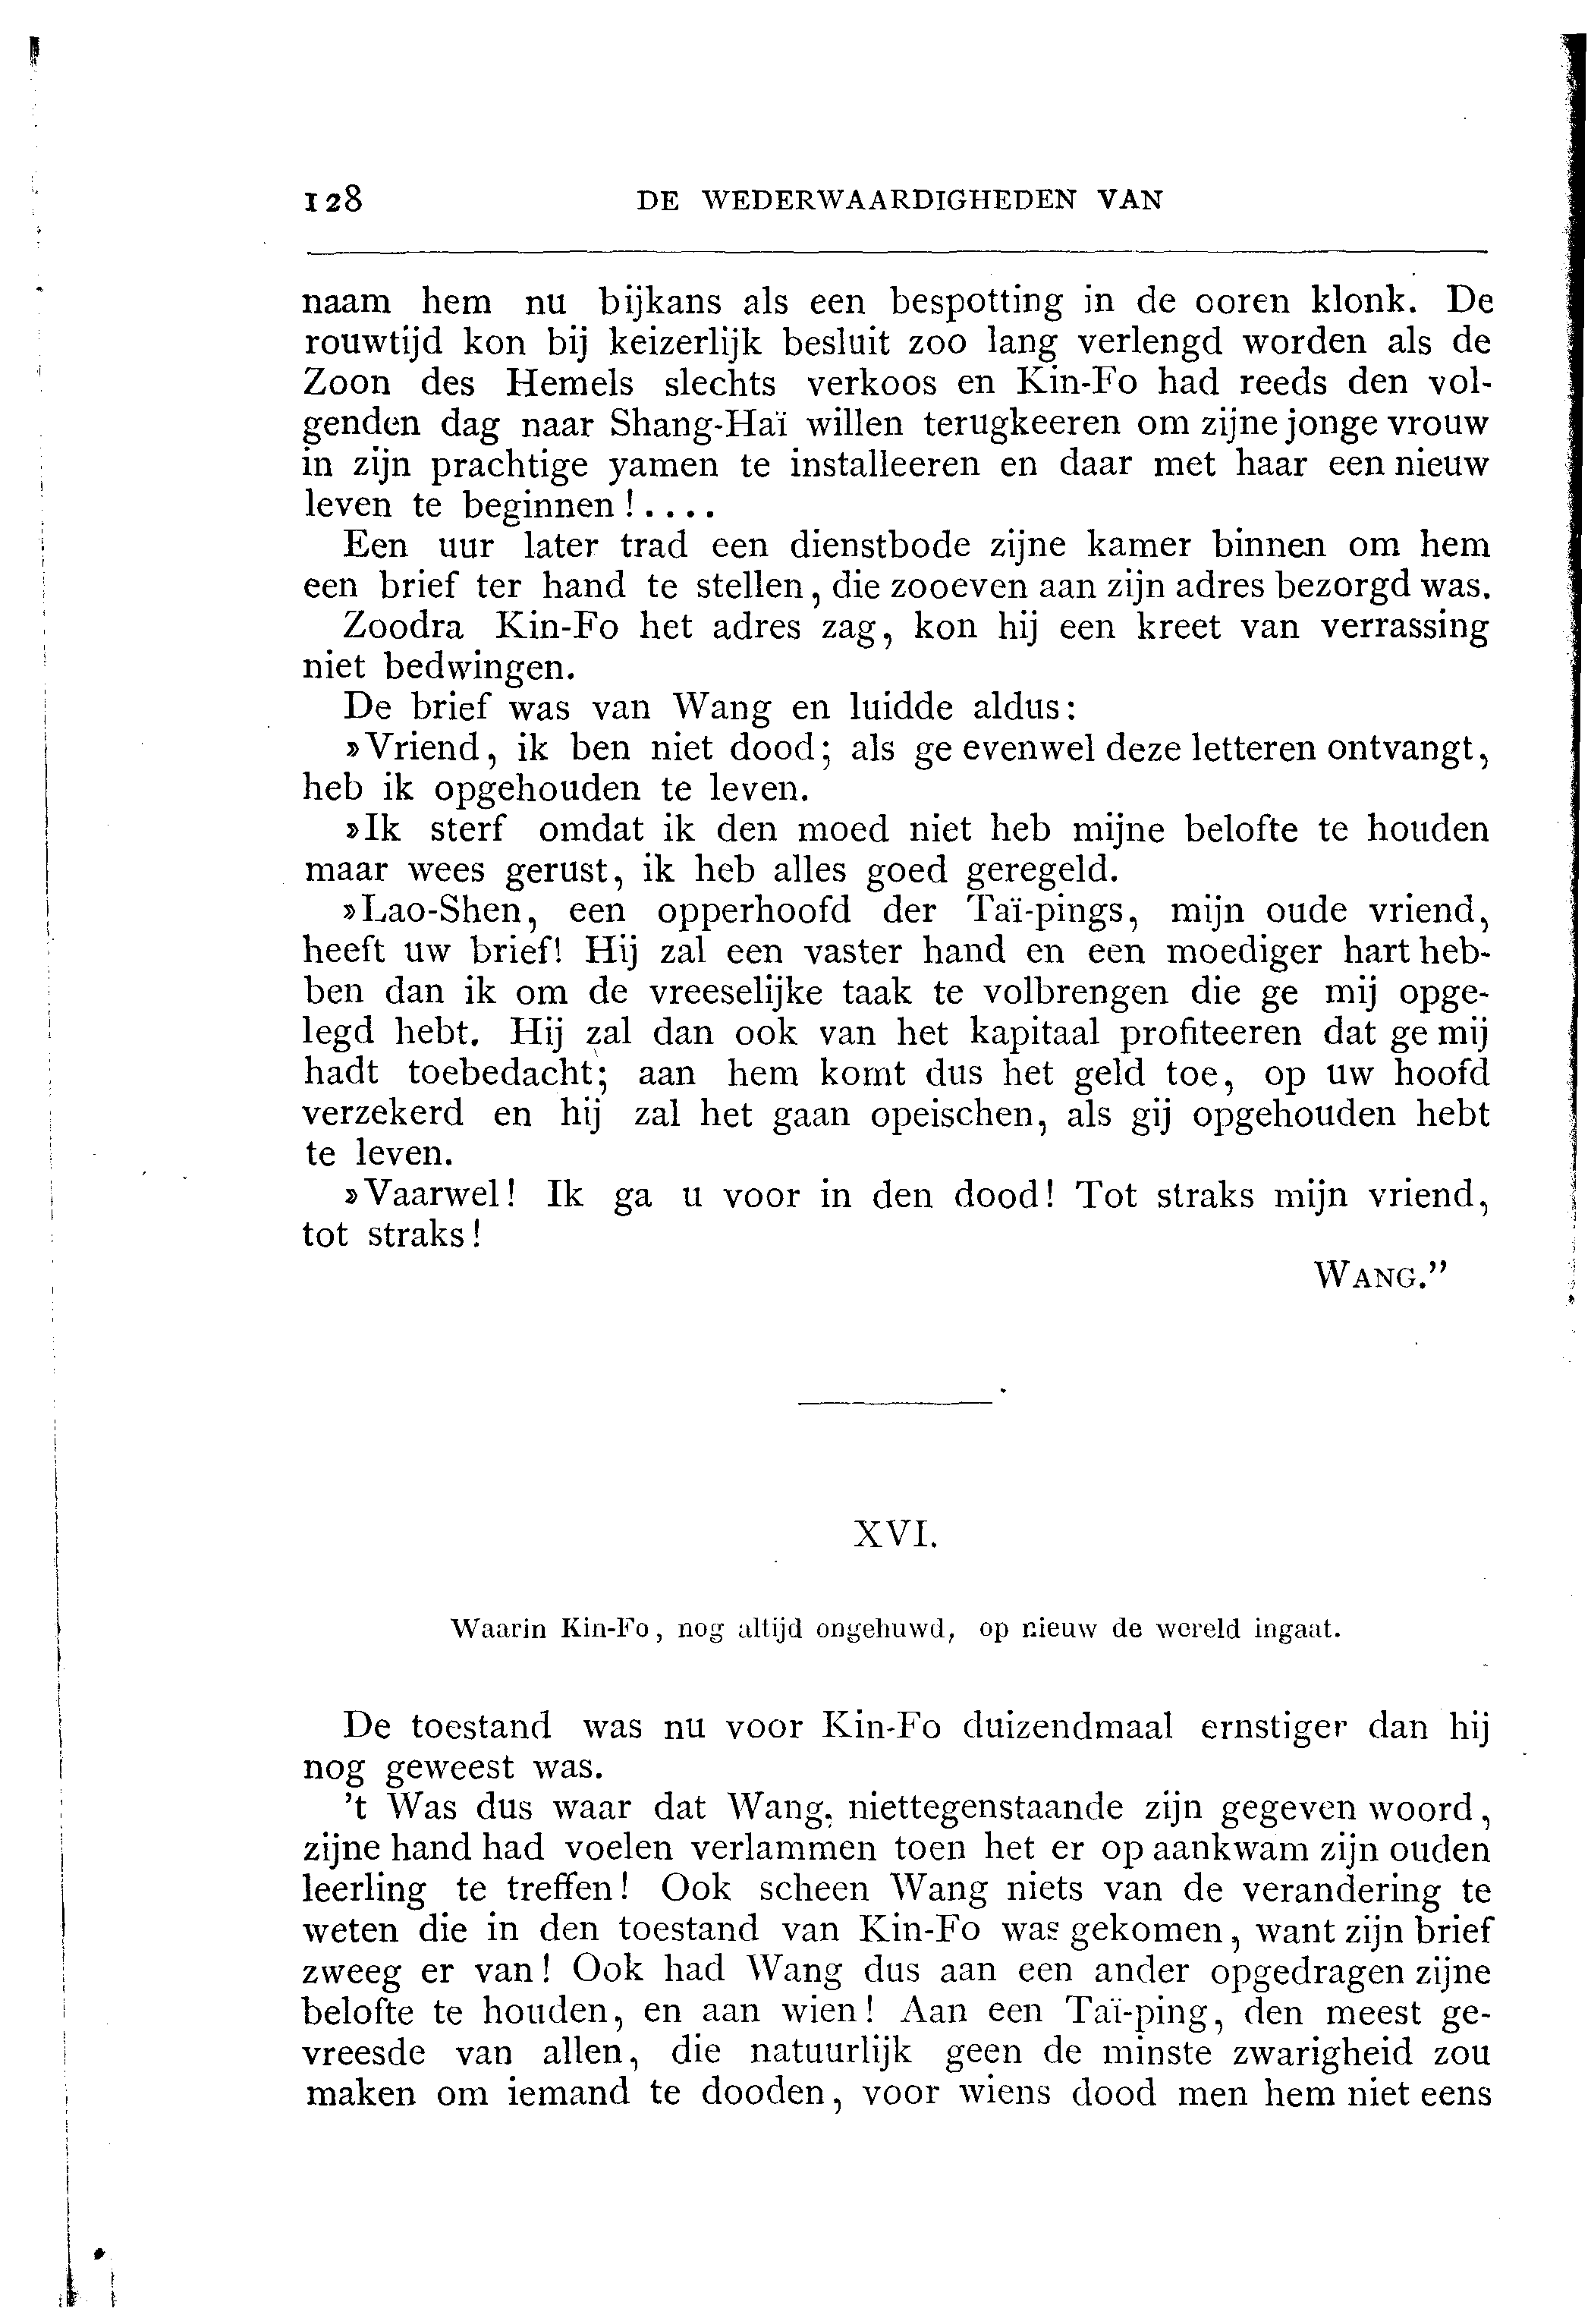 128 DE WEDERWAARDIGHEDEN VAN
naam hem nu bijkans als een bespotting in de ooren klonk. De
rouwtijd kon bij keizerlijk besluit zoo lang verlengd worden als de
Zoon des Hemels slechts verkoos en Kin-Fo had reeds den vol-
genden dag naar Shang-Haï willen terugkeeren om zijne jonge vrouw
in zijn prachtige yamen te installeeren en daar met haar een nieuw
leven te beginnen!....
Een uur later trad een dienstbode zijne kamer binnen om hem
een brief ter hand te stellen, die zooeven aan zijn adres bezorgd was.
Zoodra Kin-Fo het adres zag, kon hij een kreet van verrassing
niet bedwingen.
De brief was van Wang en luidde aldus:
»Vriend, ik ben niet dood; als ge evenwel deze letteren ontvangt,
heb ik opgehouden te leven.
»Ik sterf omdat ik den moed niet heb mijne belofte te houden
maar wees gerust, ik heb alles goed geregeld.
»Lao-Shen, een opperhoofd der Taï-pings, mijn oude vriend,
heeft uw brief! Hij zal een vaster hand en een moediger hart heb-
ben dan ik om de vreeselijke taak te volbrengen die ge mij opge-
legd hebt. Hij zal dan ook van het kapitaal profiteeren dat ge mij
hadt toebedacht; aan hem komt dus het geld toe, op uw hoofd
verzekerd en hij zal het gaan opeischen, als gij opgehouden hebt
te leven.
»Vaarwel! Ik ga u voor in den dood! Tot straks mijn vriend,
tot straks!
WANG.”
XVI.
Waarin Kin-Fo, nog altijd ongehuwd, op nieuw de wereld ingaat.
De toestand was nu voor Kin-Fo duizendmaal ernstiger dan hij
nog geweest was.
’t Was dus waar dat Wang, niettegenstaande zijn gegeven woord,
zijne hand had voelen verlammen toen het er op aankwam zijn ouden
leerling te treffen! Ook scheen Wang niets van de verandering te
weten die in den toestand van Kin-Fo was gekomen, want zijn brief
zweeg er van! Ook had Wang dus aan een ander opgedragen zijne
belofte te houden, en aan wien! Aan een Taï-ping, den meest ge-
vreesde van allen, die natuurlijk geen de minste zwarigheid zou
maken om iemand te dooden, voor wiens dood men hem niet eens